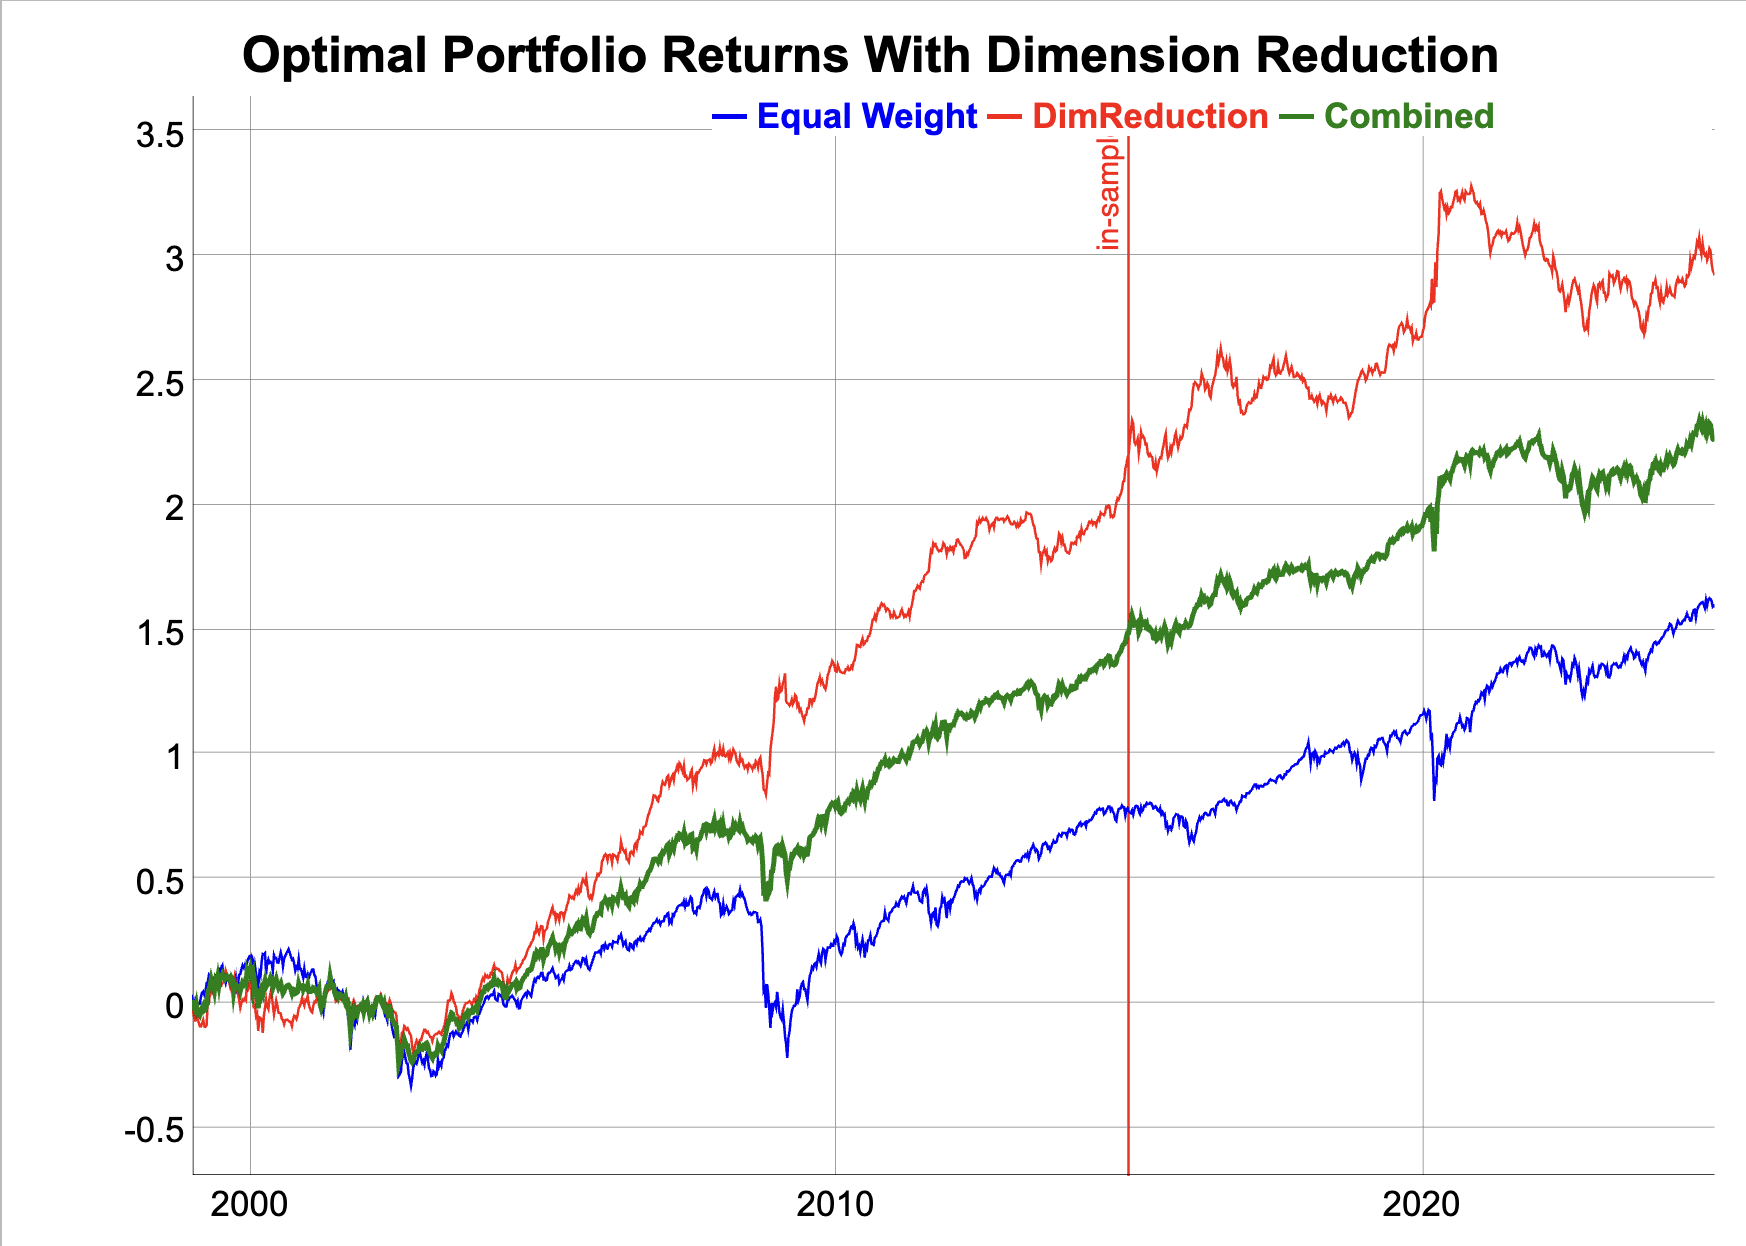 Optimal Portfolio Returns With Dimension Reduction
Equal Weight DimReduction Combined
in-sampl
3.5
3
2.5
2
1.5
1
0.5
0
-0.5
2000 2010 2020